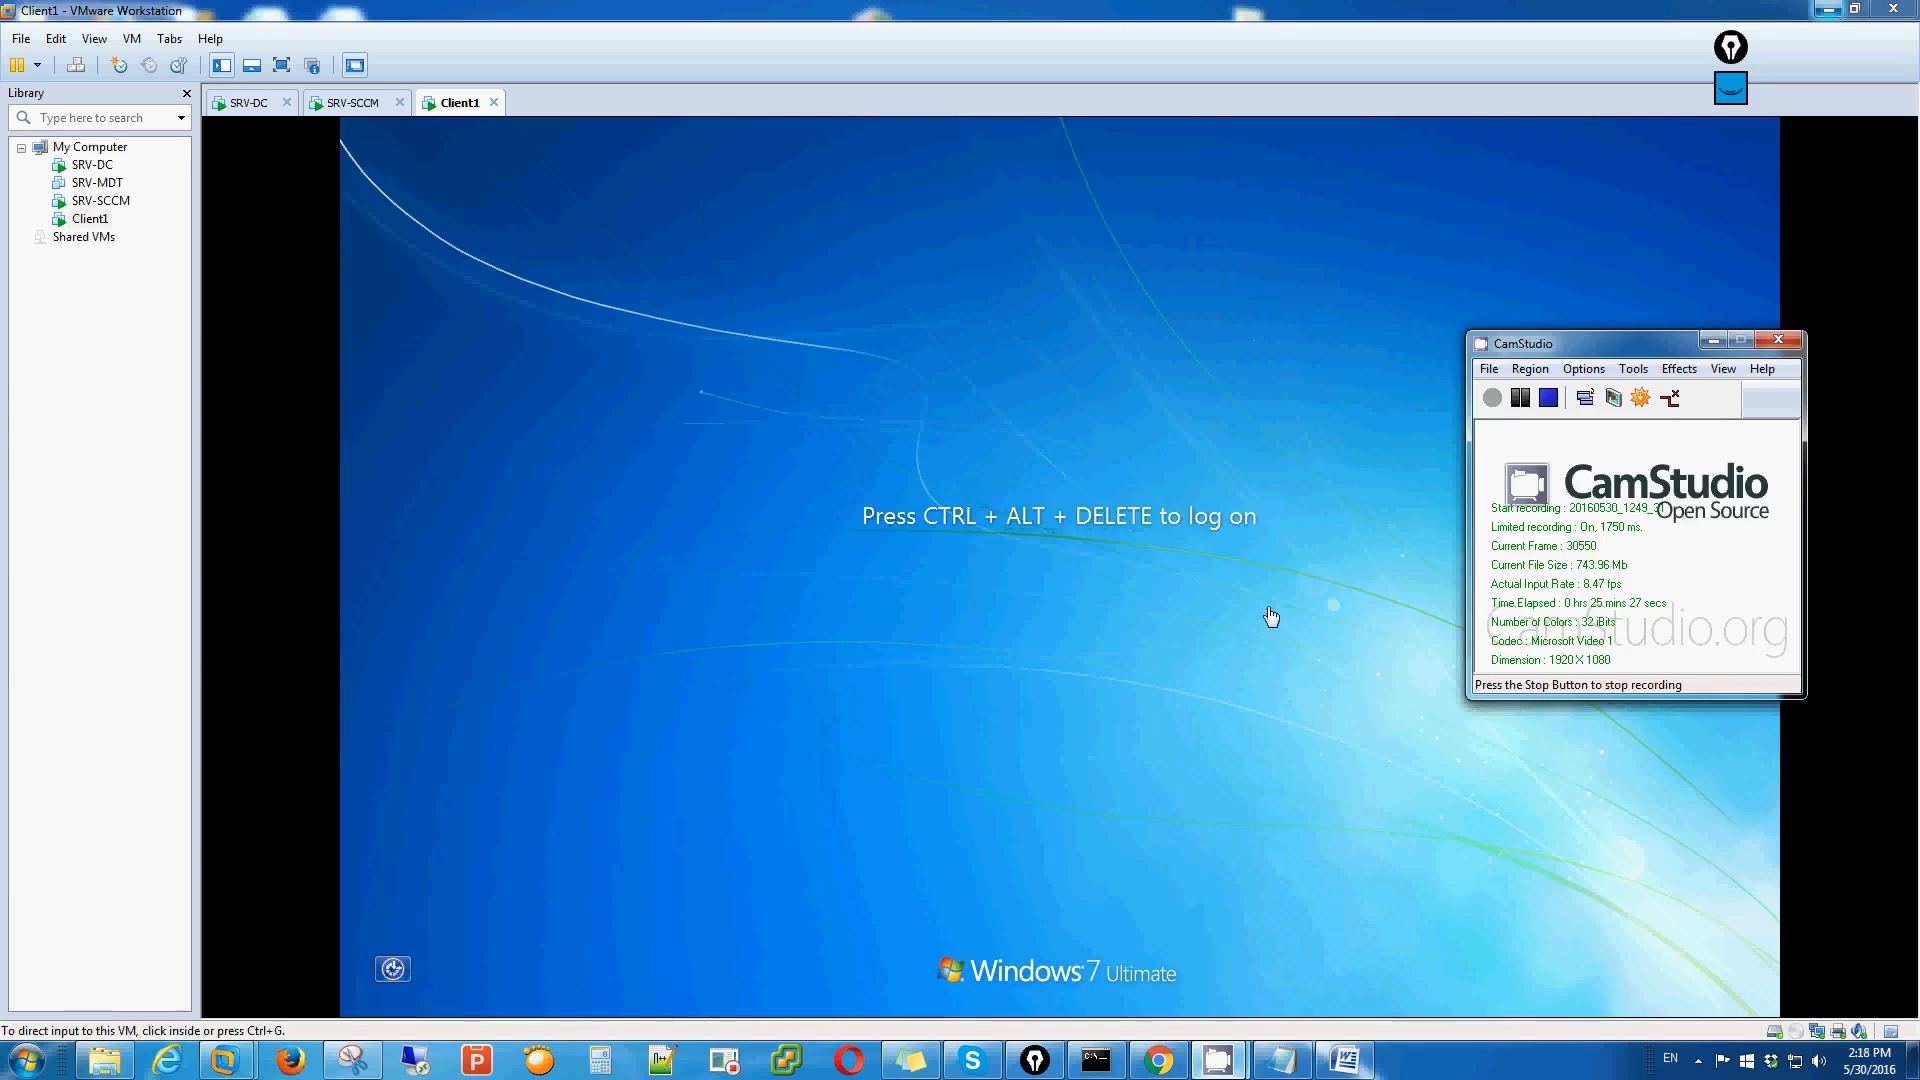 Client1 - VMware Workstation
File Edit View VM Tabs Help
Library
Type here to search
My Computer
SRV-DC
SRV-MDT
SRV-SCCM
Client1
Shared VMs
SRV-DC SRV-SCCM Client1
Press CTRL + ALT + DELETE to log on
Windows 7 Ultimate
CamStudio
File Region Options Tools Effects View Help
CamStudio
Open Source
Start recording : 20160530_1249_31
Limited recording : On, 1750 ms.
Current Frame : 30550
Current File Size : 743.96 Mb
Actual Input Rate : 8.47 fps
Time Elapsed : 0 hrs 25 mins 27 secs
Number of Colors : 32 iBits
Codec : Microsoft Video 1
Dimension : 1920 X 1080
CamStudio.org
Press the Stop Button to stop recording
To direct input to this VM, click inside or press Ctrl+G.
EN
2:18 PM
5/30/2016